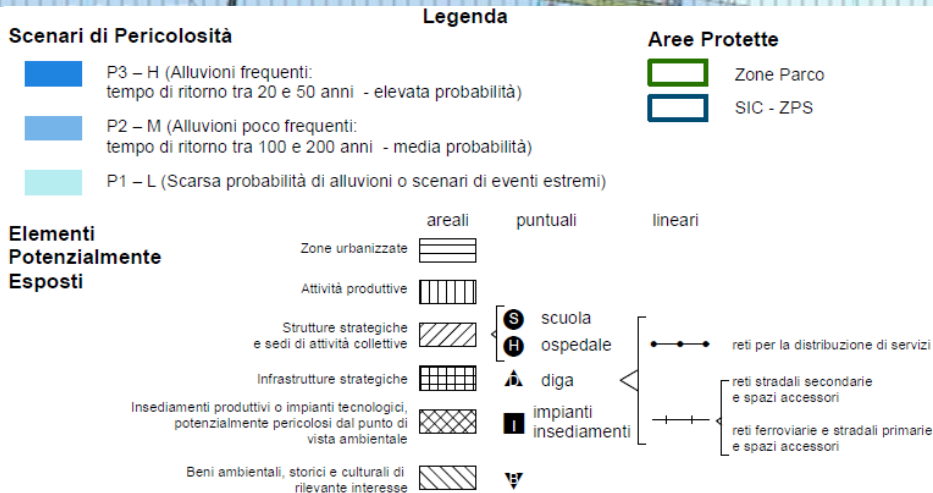 Legenda
Scenari di Pericolosità
P3 – H (Alluvioni frequenti:
tempo di ritorno tra 20 e 50 anni - elevata probabilità)
P2 – M (Alluvioni poco frequenti:
tempo di ritorno tra 100 e 200 anni - media probabilità)
P1 – L (Scarsa probabilità di alluvioni o scenari di eventi estremi)
Aree Protette
Zone Parco
SIC - ZPS
Elementi
Potenzialmente
Esposti
areali
puntuali
lineari
Zone urbanizzate
Attività produttive
Strutture strategiche
e sedi di attività collettive
Infrastrutture strategiche
Insediamenti produttivi o impianti tecnologici,
potenzialmente pericolosi dal punto di
vista ambientale
Beni ambientali, storici e culturali di
rilevante interesse
S scuola
H ospedale
D diga
I impianti
insediamenti
B
reti per la distribuzione di servizi
reti stradali secondarie
e spazi accessori
reti ferroviarie e stradali primarie
e spazi accessori